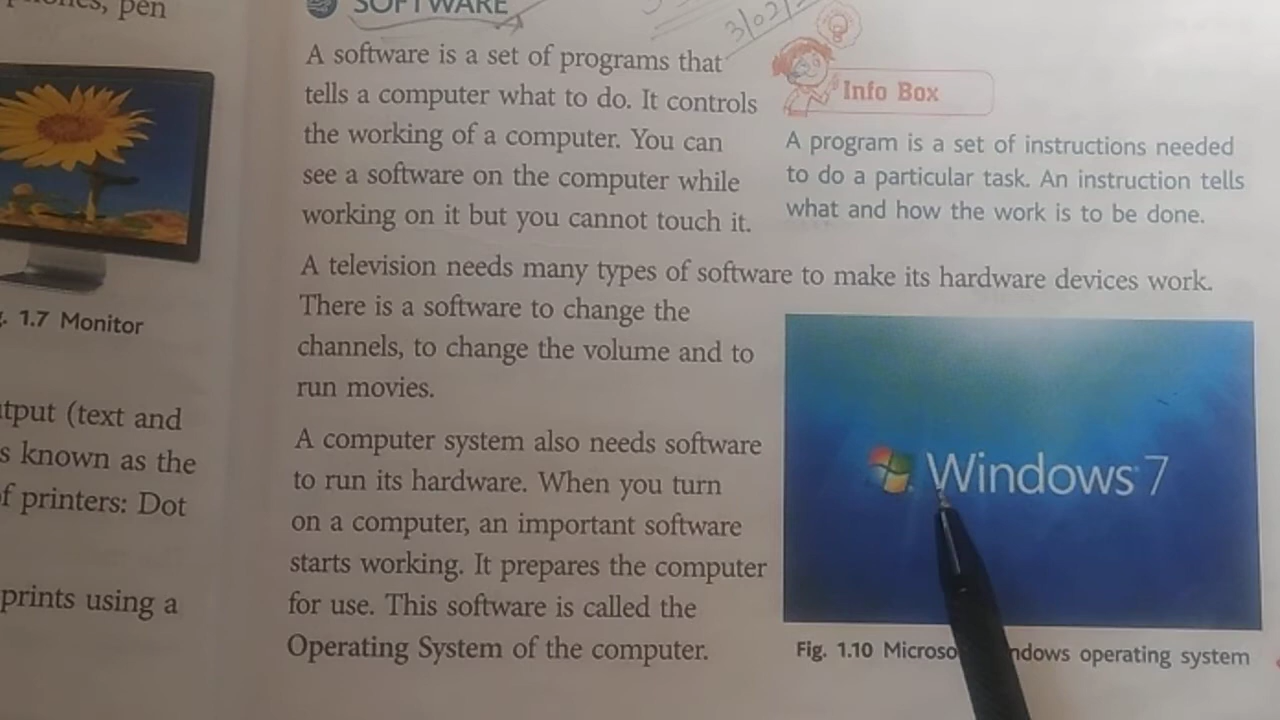 pen
SOFTWARE
3/02/
A software is a set of programs that
tells a computer what to do. It controls
the working of a computer. You can
see a software on the computer while
working on it but you cannot touch it.
Info Box
A program is a set of instructions needed
to do a particular task. An instruction tells
what and how the work is to be done.
A television needs many types of software to make its hardware devices work.
There is a software to change the
channels, to change the volume and to
run movies.
A computer system also needs software
to run its hardware. When you turn
on a computer, an important software
starts working. It prepares the computer
for use. This software is called the
Operating System of the computer.
Windows 7
Fig. 1.10 operating system
1.7 Monitor
(text and
s known as the
f printers: Dot
prints using a